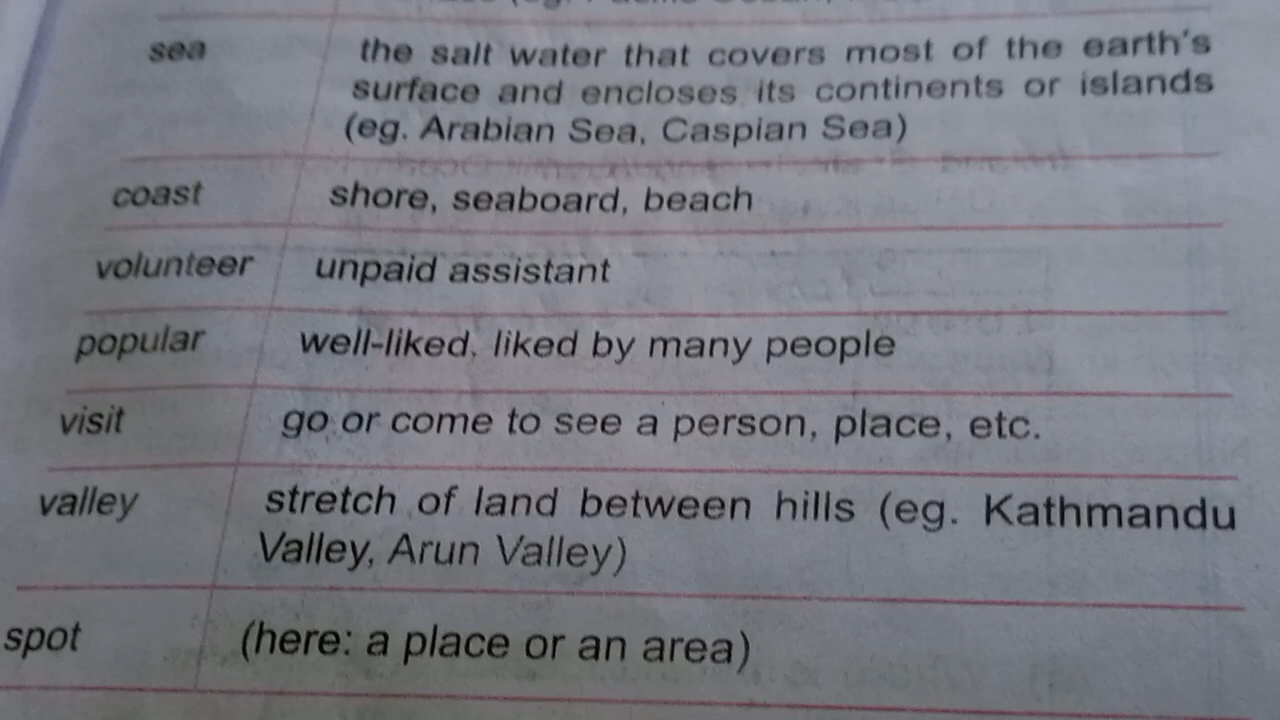 sea the salt water that covers most of the earth's
surface and encloses its continents or islands
(eg. Arabian Sea, Caspian Sea)
coast shore, seaboard, beach
volunteer unpaid assistant
popular well-liked, liked by many people
visit go or come to see a person, place, etc.
valley stretch of land between hills (eg. Kathmandu
Valley, Arun Valley)
spot (here: a place or an area)